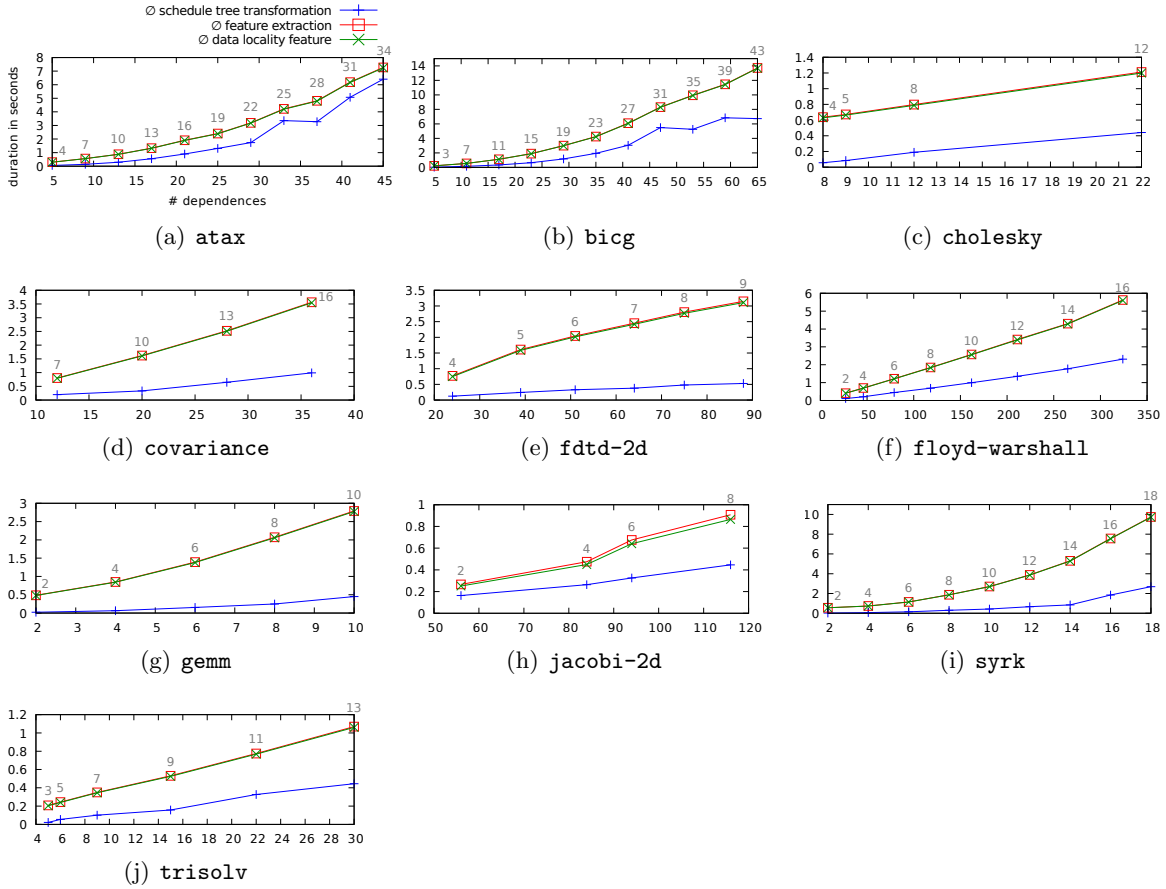 ∅ schedule tree transformation
∅ feature extraction
∅ data locality feature
duration in seconds
8
7
6
5
4
3
2
1
0
4 7 10 13 16 19 22 25 28 31 34
5 10 15 20 25 30 35 40 45
# dependences
(a) atax
14
12
10
8
6
4
2
0
3 7 11 15 19 23 27 31 35 39 43
5 10 15 20 25 30 35 40 45 50 55 60 65
(b) bicg
1.4
1.2
1
0.8
0.6
0.4
0.2
0
4 5 8 12
8 9 10 11 12 13 14 15 16 17 18 19 20 21 22
(c) cholesky
4
3.5
3
2.5
2
1.5
1
0.5
0
7 10 13 16
10 15 20 25 30 35 40
(d) covariance
3.5
3
2.5
2
1.5
1
0.5
0
4 5 6 7 8 9
20 30 40 50 60 70 80 90
(e) fdtd-2d
6
5
4
3
2
1
0
2 4 6 8 10 12 14 16
0 50 100 150 200 250 300 350
(f) floyd-warshall
3
2.5
2
1.5
1
0.5
0
2 4 6 8 10
2 3 4 5 6 7 8 9 10
(g) gemm
1
0.8
0.6
0.4
0.2
0
2 4 6 8
50 60 70 80 90 100 110 120
(h) jacobi-2d
10
8
6
4
2
0
2 4 6 8 10 12 14 16 18
2 4 6 8 10 12 14 16 18
(i) syrk
1.2
1
0.8
0.6
0.4
0.2
0
3 5 7 9 11 13
4 6 8 10 12 14 16 18 20 22 24 26 28 30
(j) trisolv